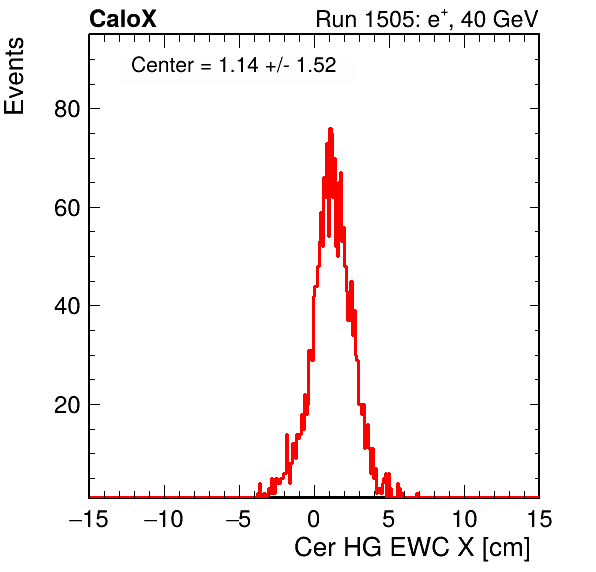 CaloX Run 1505: e⁺, 40 GeV
Events
Center = 1.14 +/- 1.52
80
60
40
20
−15 −10 −5 0 5 10 15
Cer HG EWC X [cm]